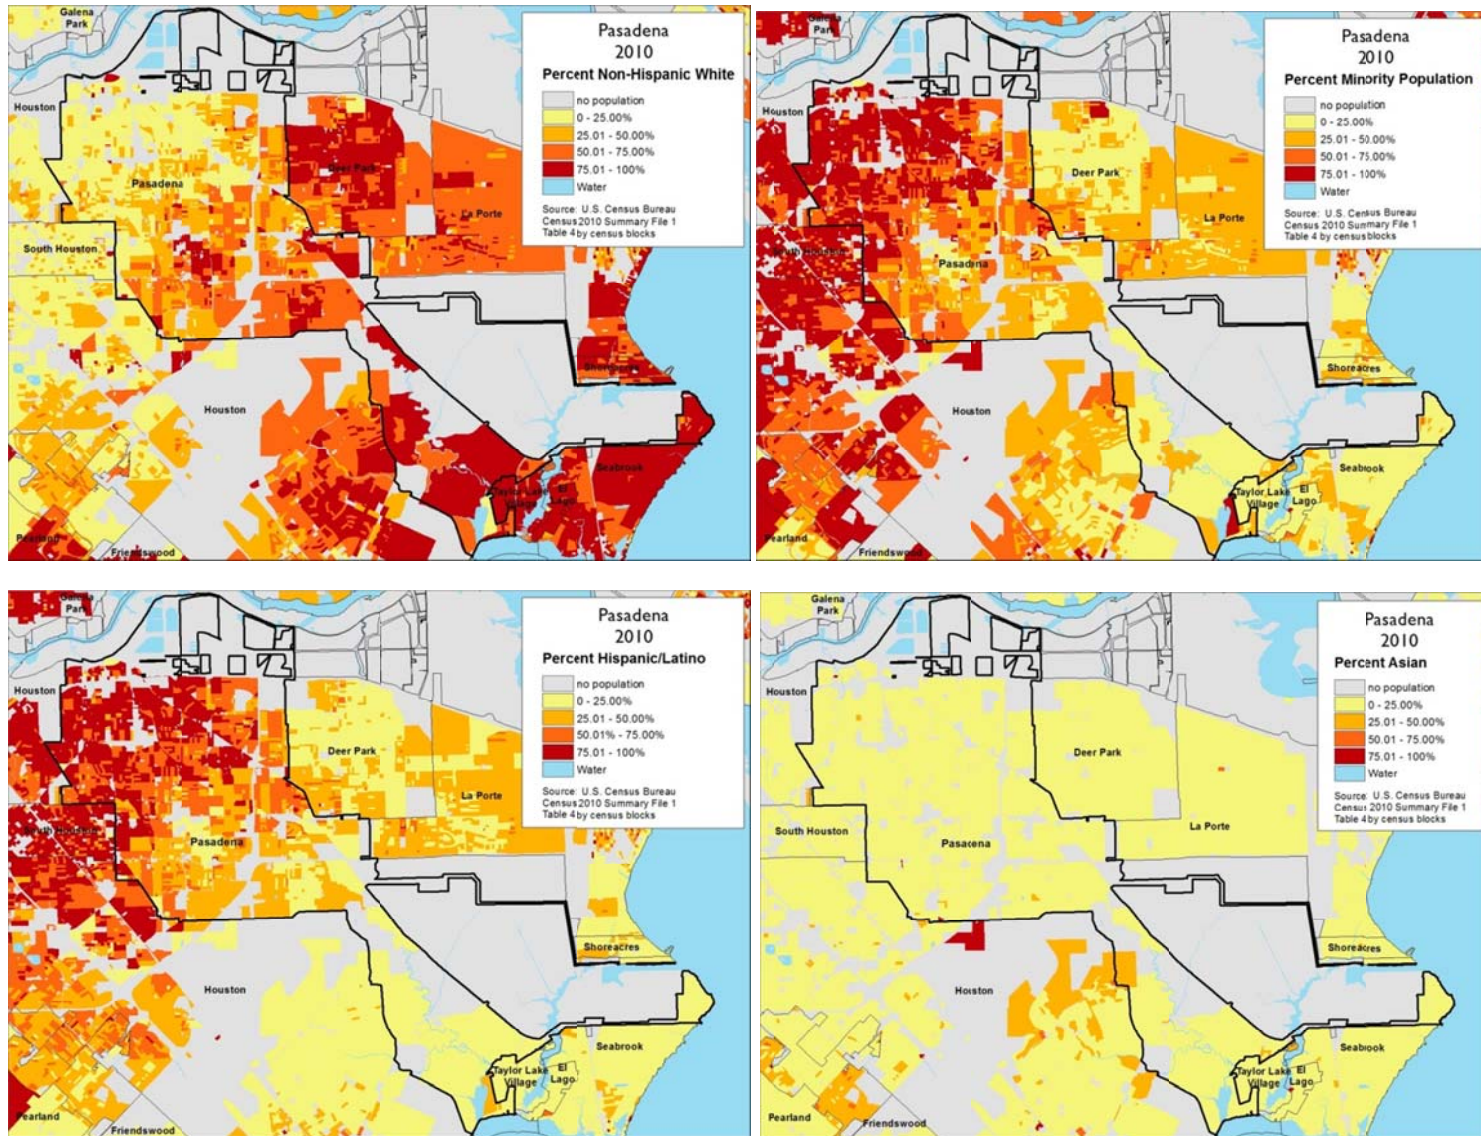 Pasadena
2010
Percent Non-Hispanic White
no population
0 - 25.00%
25.01 - 50.00%
50.01 - 75.00%
75.01 - 100%
Water
Source: U.S. Census Bureau
Census 2010 Summary File 1
Table 4 by census blocks
Galena
Park
Houston
Pasadena
Deer Park
La Porte
South Houston
Shoreacres
Houston
Seabrook
Taylor Lake
Village
El
Lago
Pearland
Friendswood
Pasadena
2010
Percent Minority Population
no population
0 - 25.00%
25.01 - 50.00%
50.01 - 75.00%
75.01 - 100%
Water
Source: U.S. Census Bureau
Census 2010 Summary File 1
Table 4 by census blocks
Galena
Park
Houston
Deer Park
La Porte
South Houston
Pasadena
Shoreacres
Houston
Seabrook
Taylor Lake
Village
El
Lago
Pearland
Friendswood
Pasadena
2010
Percent Hispanic/Latino
no population
0 - 25.00%
25.01 - 50.00%
50.01% - 75.00%
75.01 - 100%
Water
Source: U.S. Census Bureau
Census 2010 Summary File 1
Table 4 by census blocks
Galena
Park
Houston
Deer Park
La Porte
South Houston
Pasadena
Shoreacres
Houston
Seabrook
Taylor Lake
Village
El
Lago
Pearland
Friendswood
Pasadena
2010
Percent Asian
no population
0 - 25.00%
25.01 - 50.00%
50.01 - 75.00%
75.01 - 100%
Water
Source: U.S. Census Bureau
Census 2010 Summary File 1
Table 4 by census blocks
Galena
Park
Houston
Deer Park
La Porte
South Houston
Pasadena
Shoreacres
Houston
Seabrook
Taylor Lake
Village
El
Lago
Pearland
Friendswood